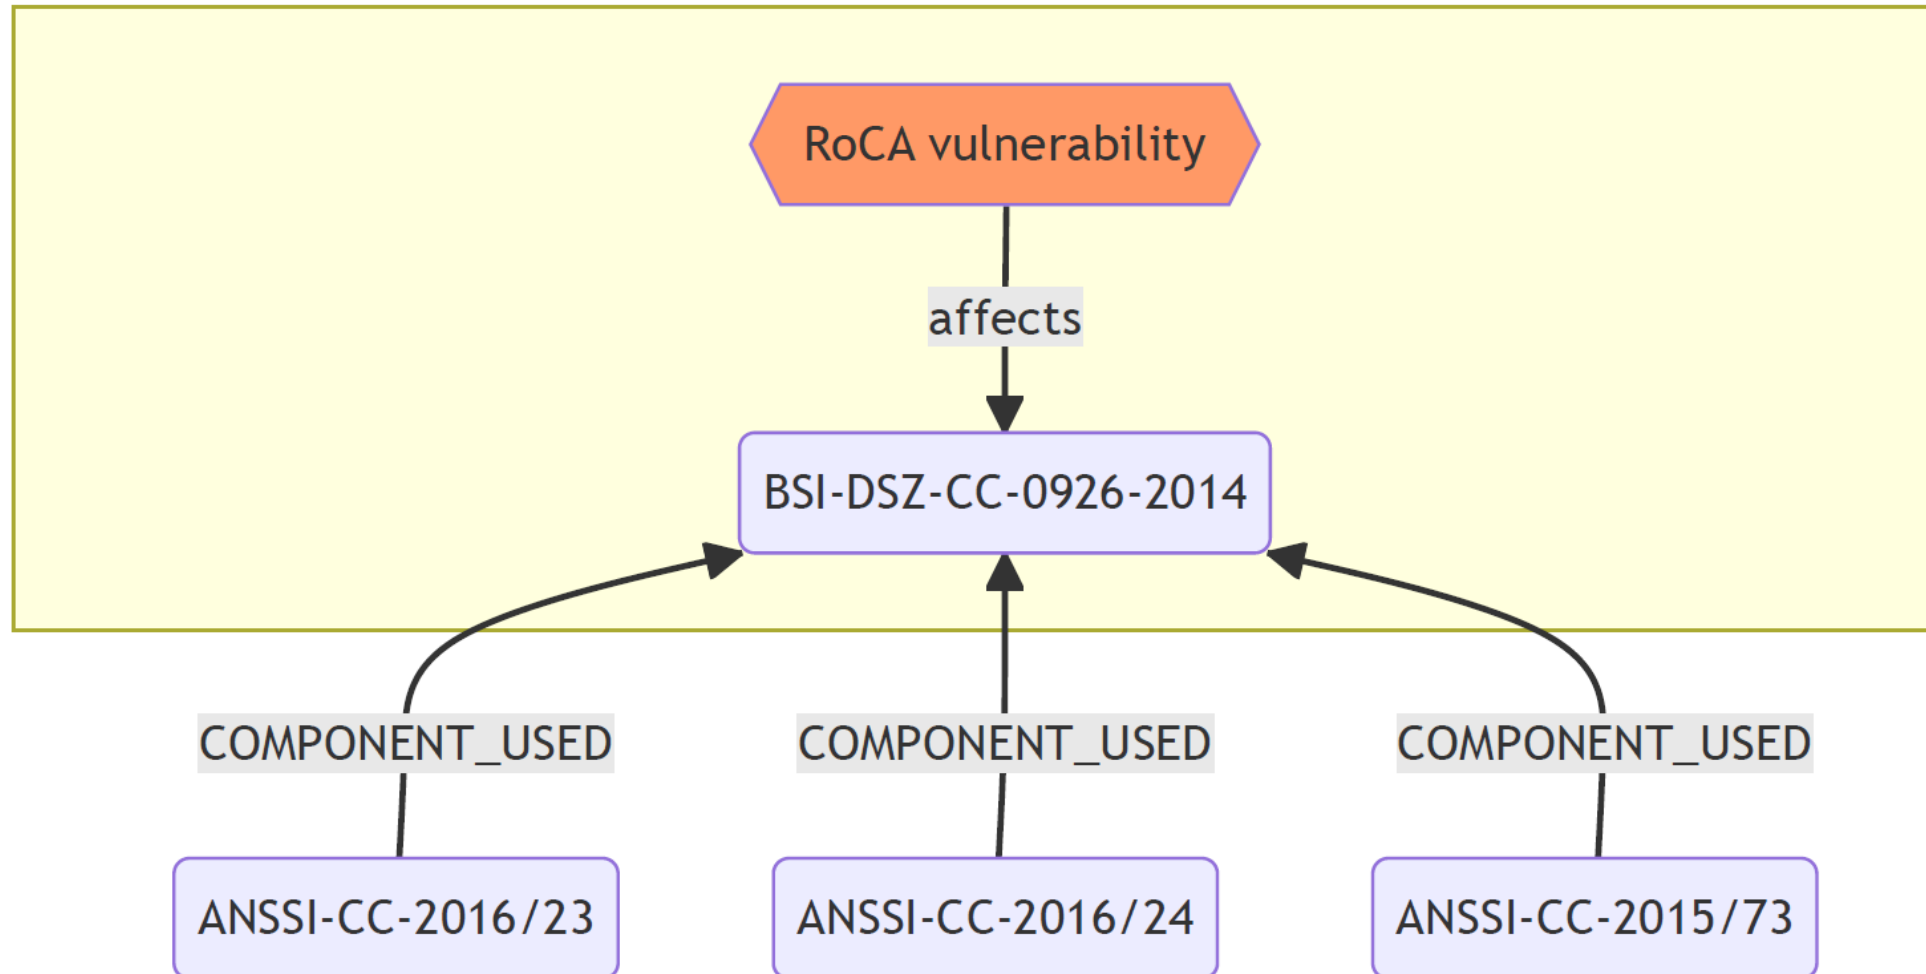 RoCA vulnerability
affects
BSI-DSZ-CC-0926-2014
COMPONENT_USED
COMPONENT_USED
COMPONENT_USED
ANSSI-CC-2016/23
ANSSI-CC-2016/24
ANSSI-CC-2015/73